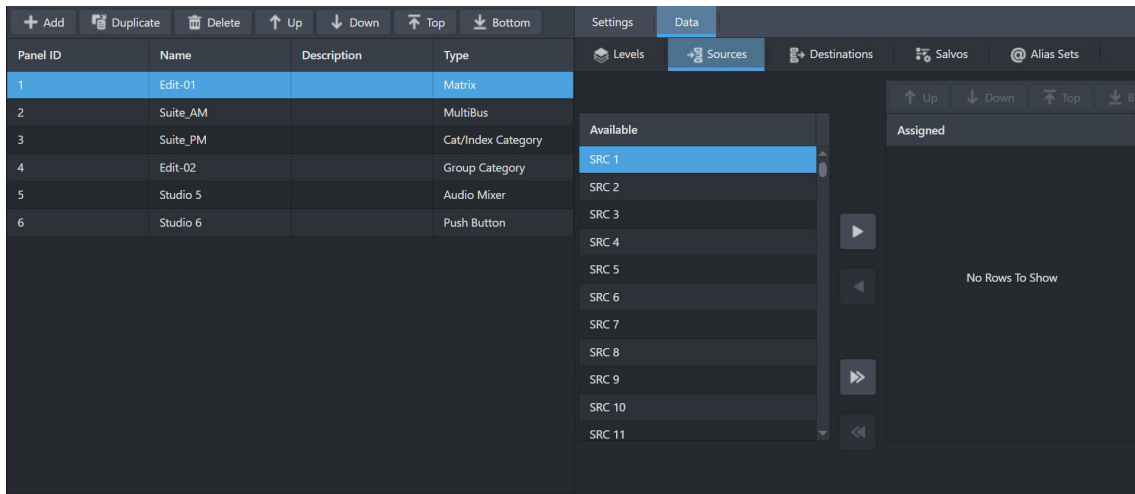 Add Duplicate Delete Up Down Top Bottom
Panel ID Name Description Type
1 Edit-01 Matrix
2 Suite_AM MultiBus
3 Suite_PM Cat/Index Category
4 Edit-02 Group Category
5 Studio 5 Audio Mixer
6 Studio 6 Push Button
Settings Data
Levels Sources Destinations Salvos @ Alias Sets
Up Down Top B
Available
SRC 1
SRC 2
SRC 3
SRC 4
SRC 5
SRC 6
SRC 7
SRC 8
SRC 9
SRC 10
SRC 11
Assigned
No Rows To Show